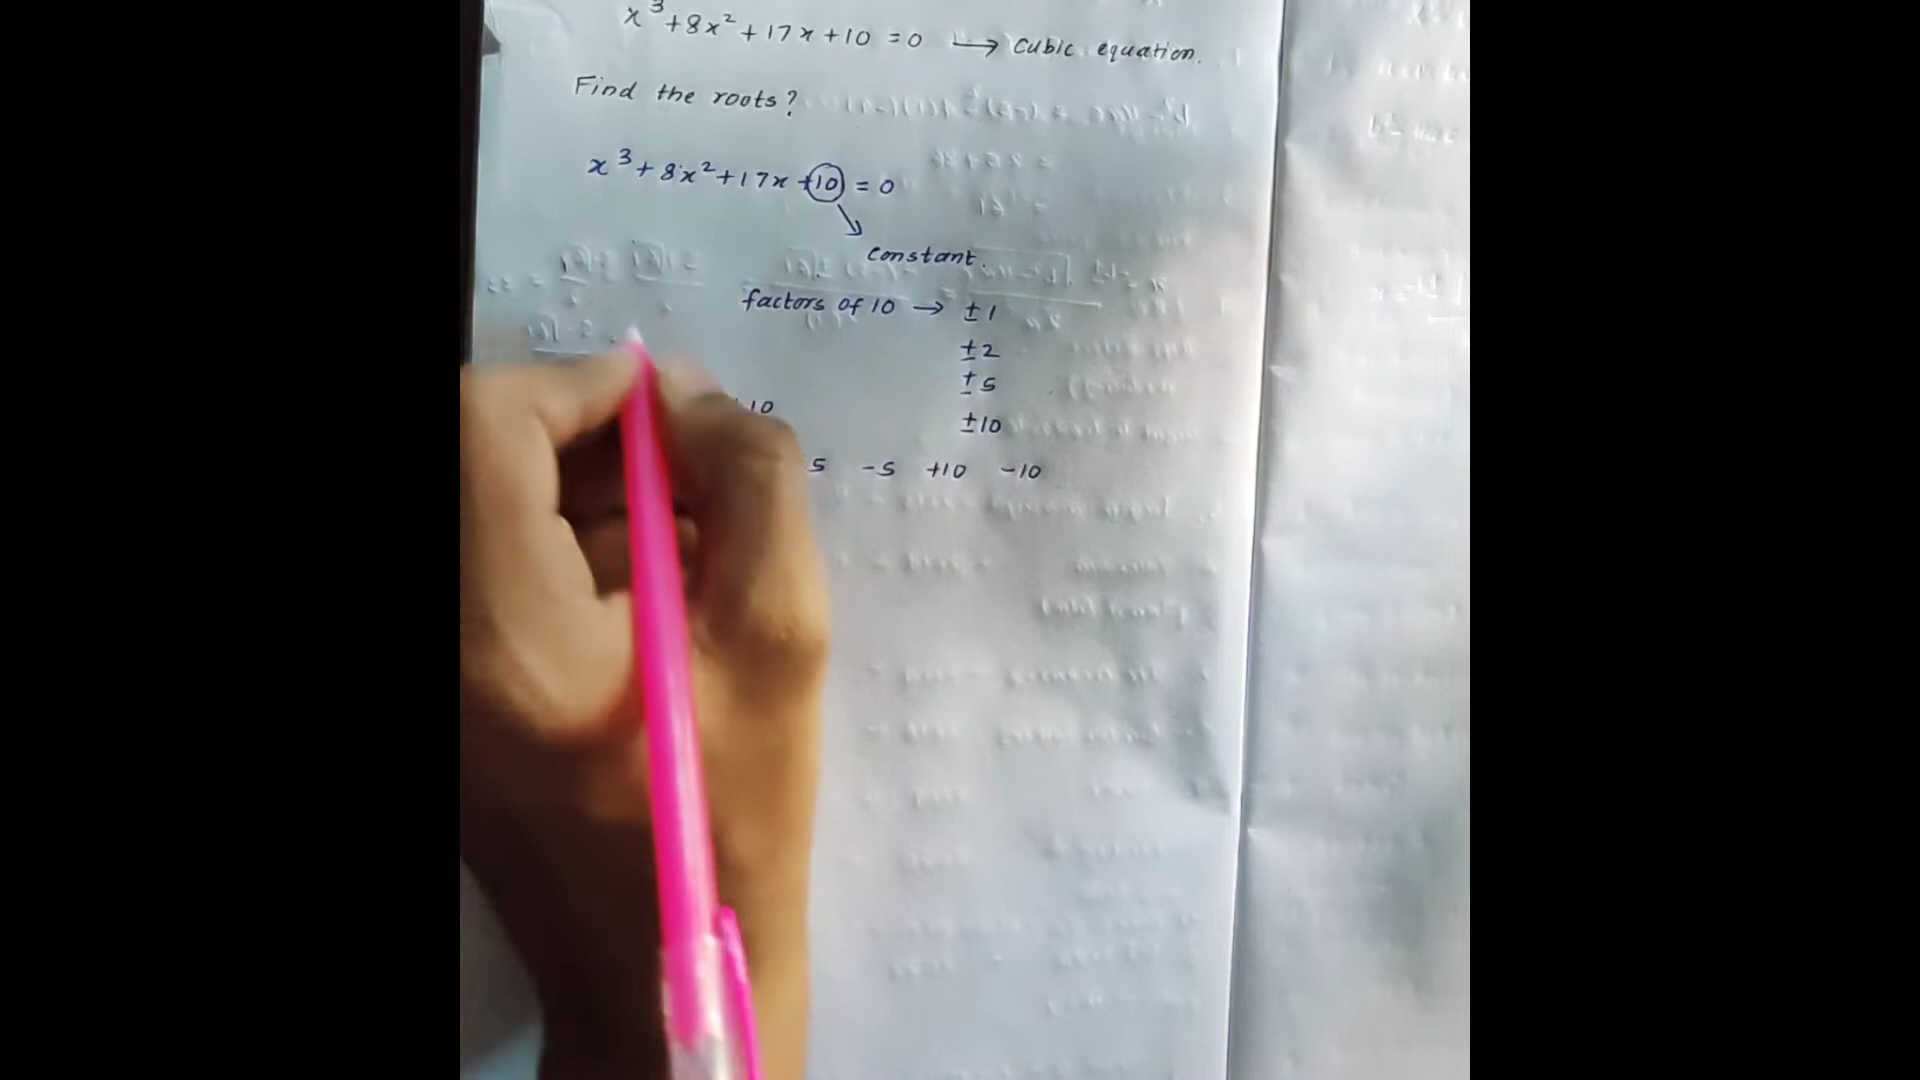 x³+8x²+17x+10 =0 → cubic equation.
Find the roots?
x³+8x²+17x+10 = 0
constant.
factors of 10 → ±1
±2
±5
+10
±10
5 -5 +10 -10